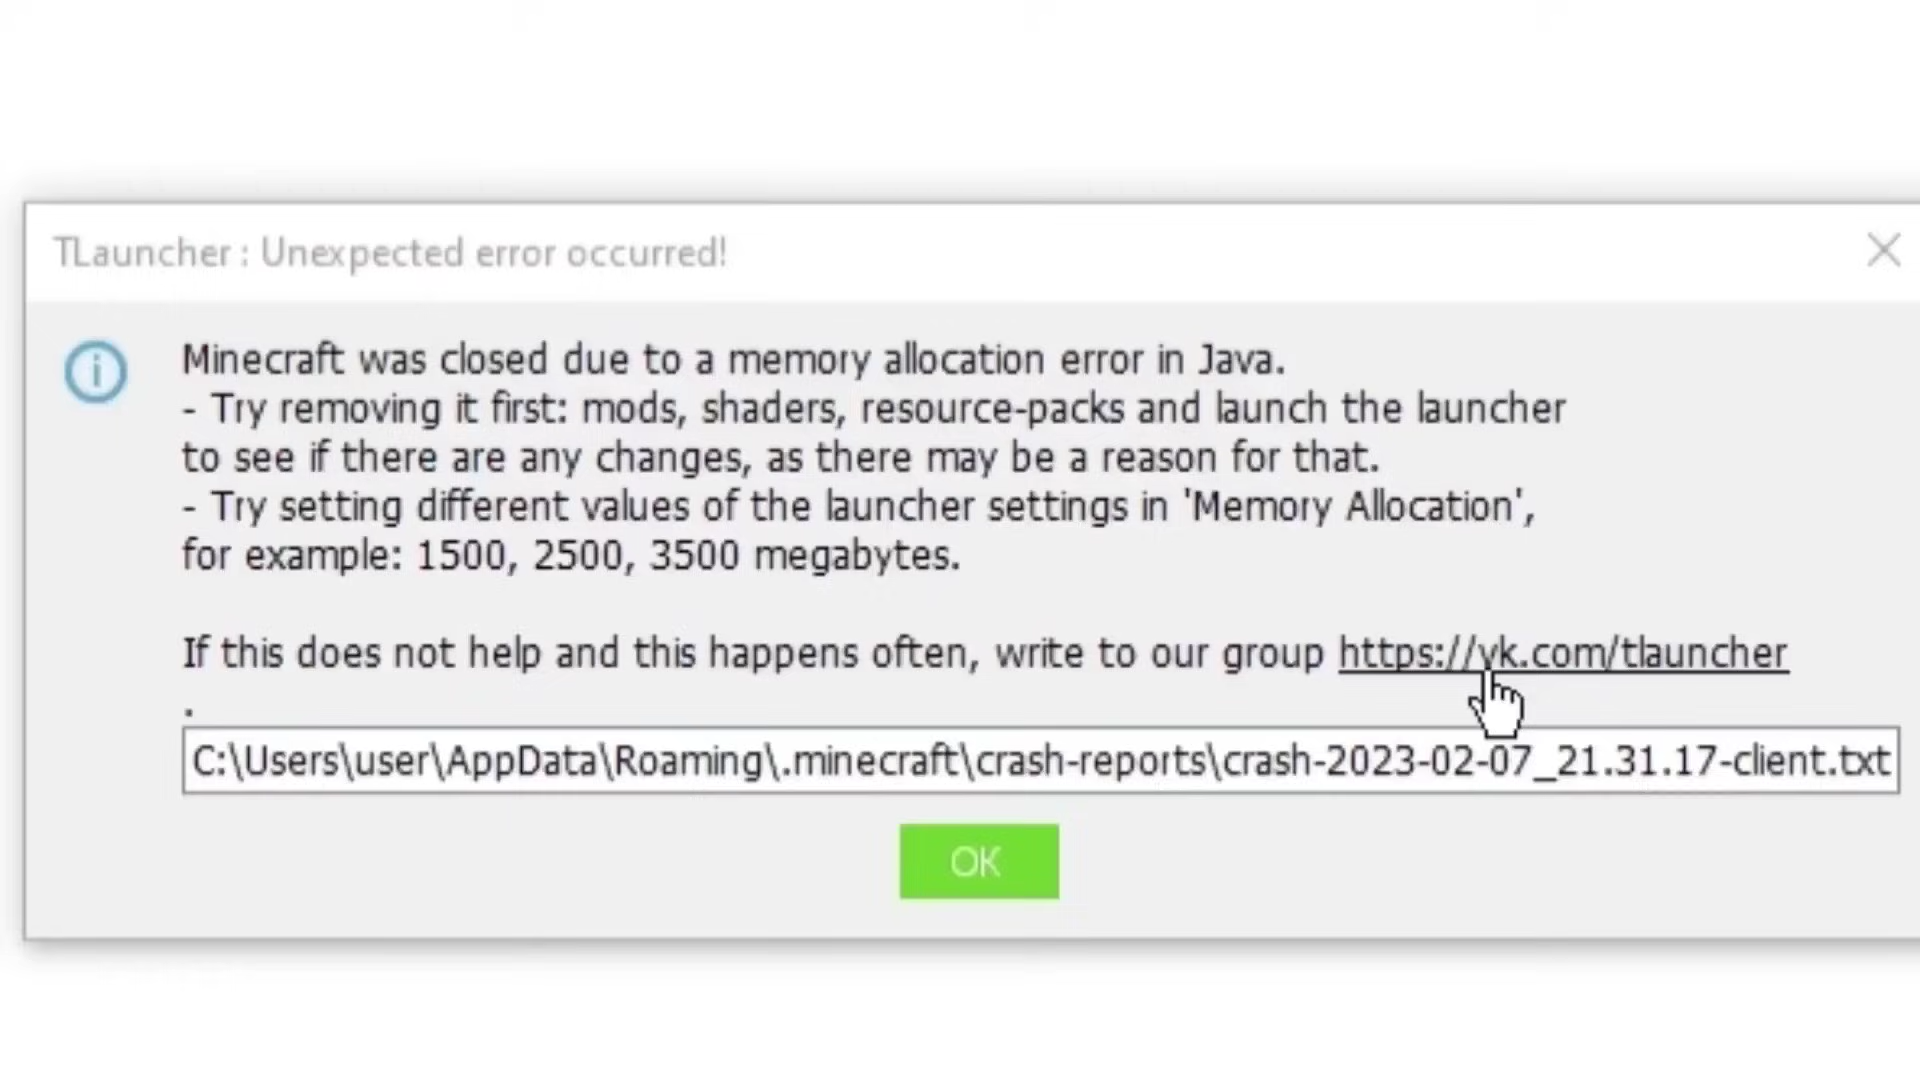 TLauncher : Unexpected error occurred!
Minecraft was closed due to a memory allocation error in Java.
- Try removing it first: mods, shaders, resource-packs and launch the launcher
to see if there are any changes, as there may be a reason for that.
- Try setting different values of the launcher settings in 'Memory Allocation',
for example: 1500, 2500, 3500 megabytes.
If this does not help and this happens often, write to our group https://vk.com/tlauncher
.
C:\Users\user\AppData\Roaming\.minecraft\crash-reports\crash-2023-02-07_21.31.17-client.txt
OK